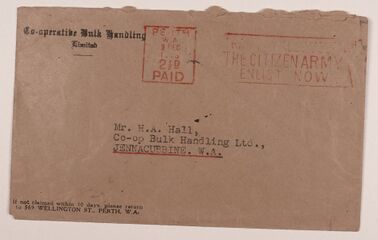 Co-operative Bulk Handling
Limited
PERTH
W.A.
PAID
THE CITIZEN ARMY
ENLIST NOW
Mr. H.A. Hall,
Co-op Bulk Handling Ltd.,
JENNACUBBINE. W.A.
If not claimed within 10 days, please return
to 569 WELLINGTON ST., PERTH, W.A.